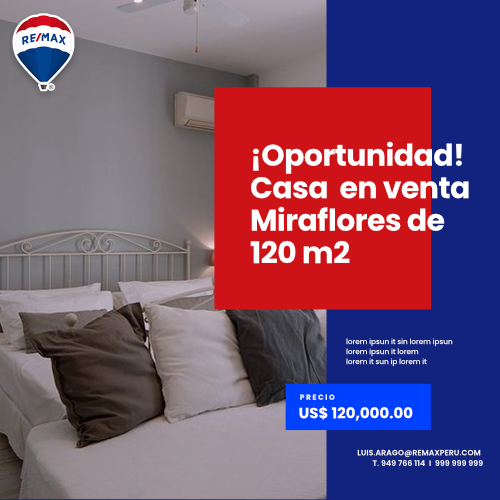 RE/MAX
¡Oportunidad!
Casa en venta
Miraflores de
120 m2
lorem ipsun it sin lorem ipsun
lorem ipsun it lorem
lorem it sun ip lorem it
PRECIO
US$ 120,000.00
LUIS.ARAGO@REMAXPERU.COM
T. 949 766 114 I 999 999 999